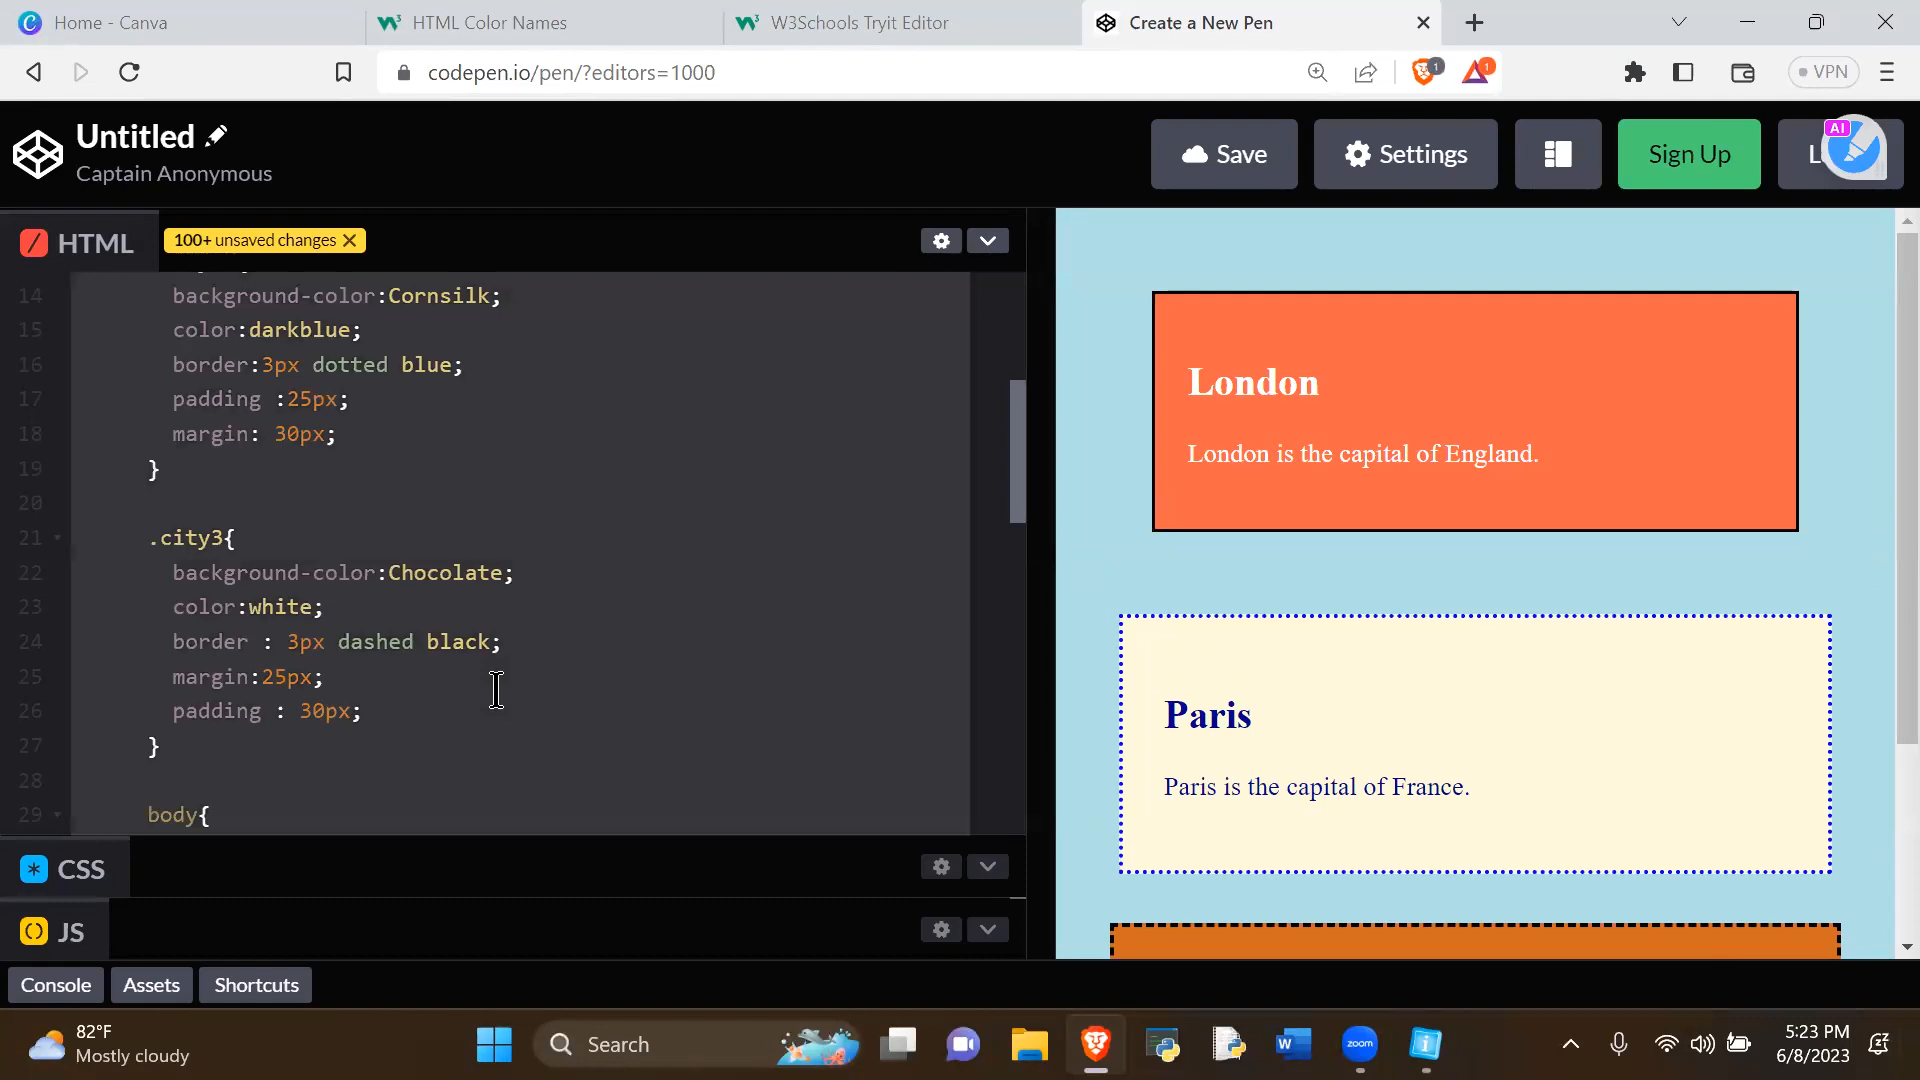 Home - Canva
HTML Color Names
W3Schools Tryit Editor
Create a New Pen
codepen.io/pen/?editors=1000
1
1
VPN
Untitled
Captain Anonymous
Save
Settings
Sign Up
AI
HTML
100+ unsaved changes
14 background-color:Cornsilk;
15 color:darkblue;
16 border:3px dotted blue;
17 padding :25px;
18 margin: 30px;
19 }
20
21 .city3{
22 background-color:Chocolate;
23 color:white;
24 border : 3px dashed black;
25 margin:25px;
26 padding : 30px;
27 }
28
29 body{
London
London is the capital of England.
Paris
Paris is the capital of France.
CSS
JS
Console
Assets
Shortcuts
82°F
Mostly cloudy
Search
zoom
5:23 PM
6/8/2023